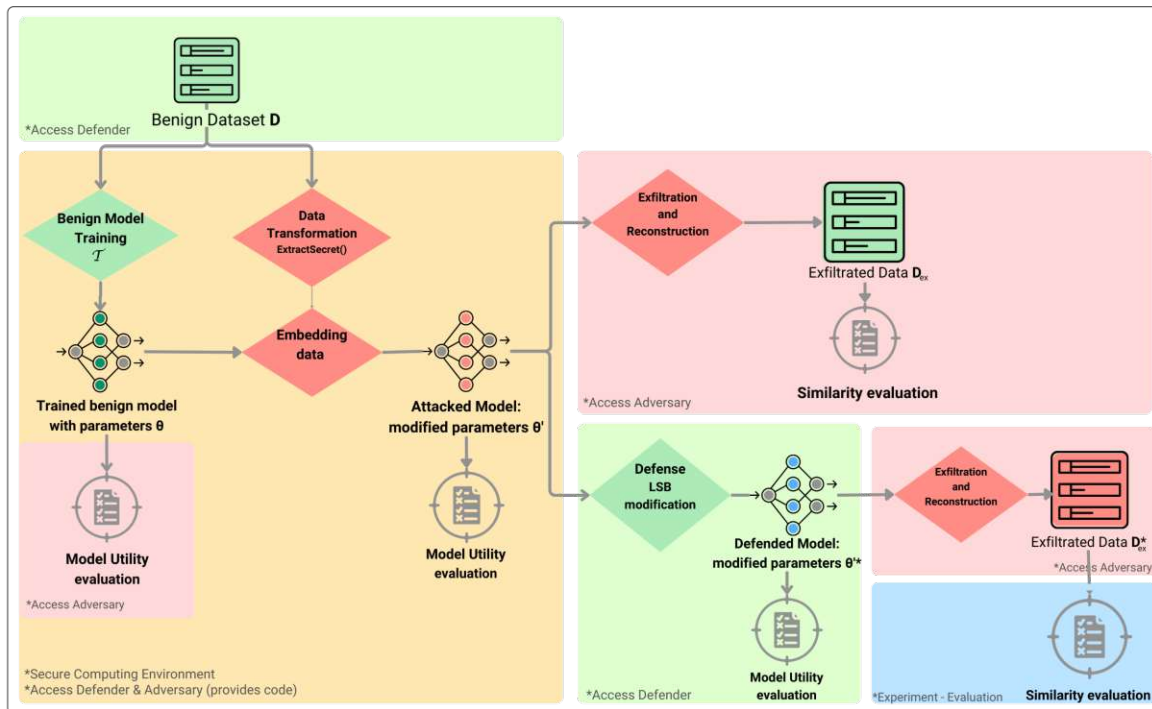 Benign Dataset D
*Access Defender
Benign Model
Training
𝒯
Data
Transformation
ExtractSecret()
Trained benign model
with parameters θ
Embedding
data
Attacked Model:
modified parameters θ'
Model Utility
evaluation
*Access Adversary
Model Utility
evaluation
*Secure Computing Environment
*Access Defender & Adversary (provides code)
Exfiltration
and
Reconstruction
Exfiltrated Data D_ex
Similarity evaluation
*Access Adversary
Defense
LSB
modification
Defended Model:
modified parameters θ'*
Model Utility
evaluation
*Access Defender
Exfiltration
and
Reconstruction
Exfiltrated Data D*_ex
*Access Adversary
Similarity evaluation
*Experiment - Evaluation